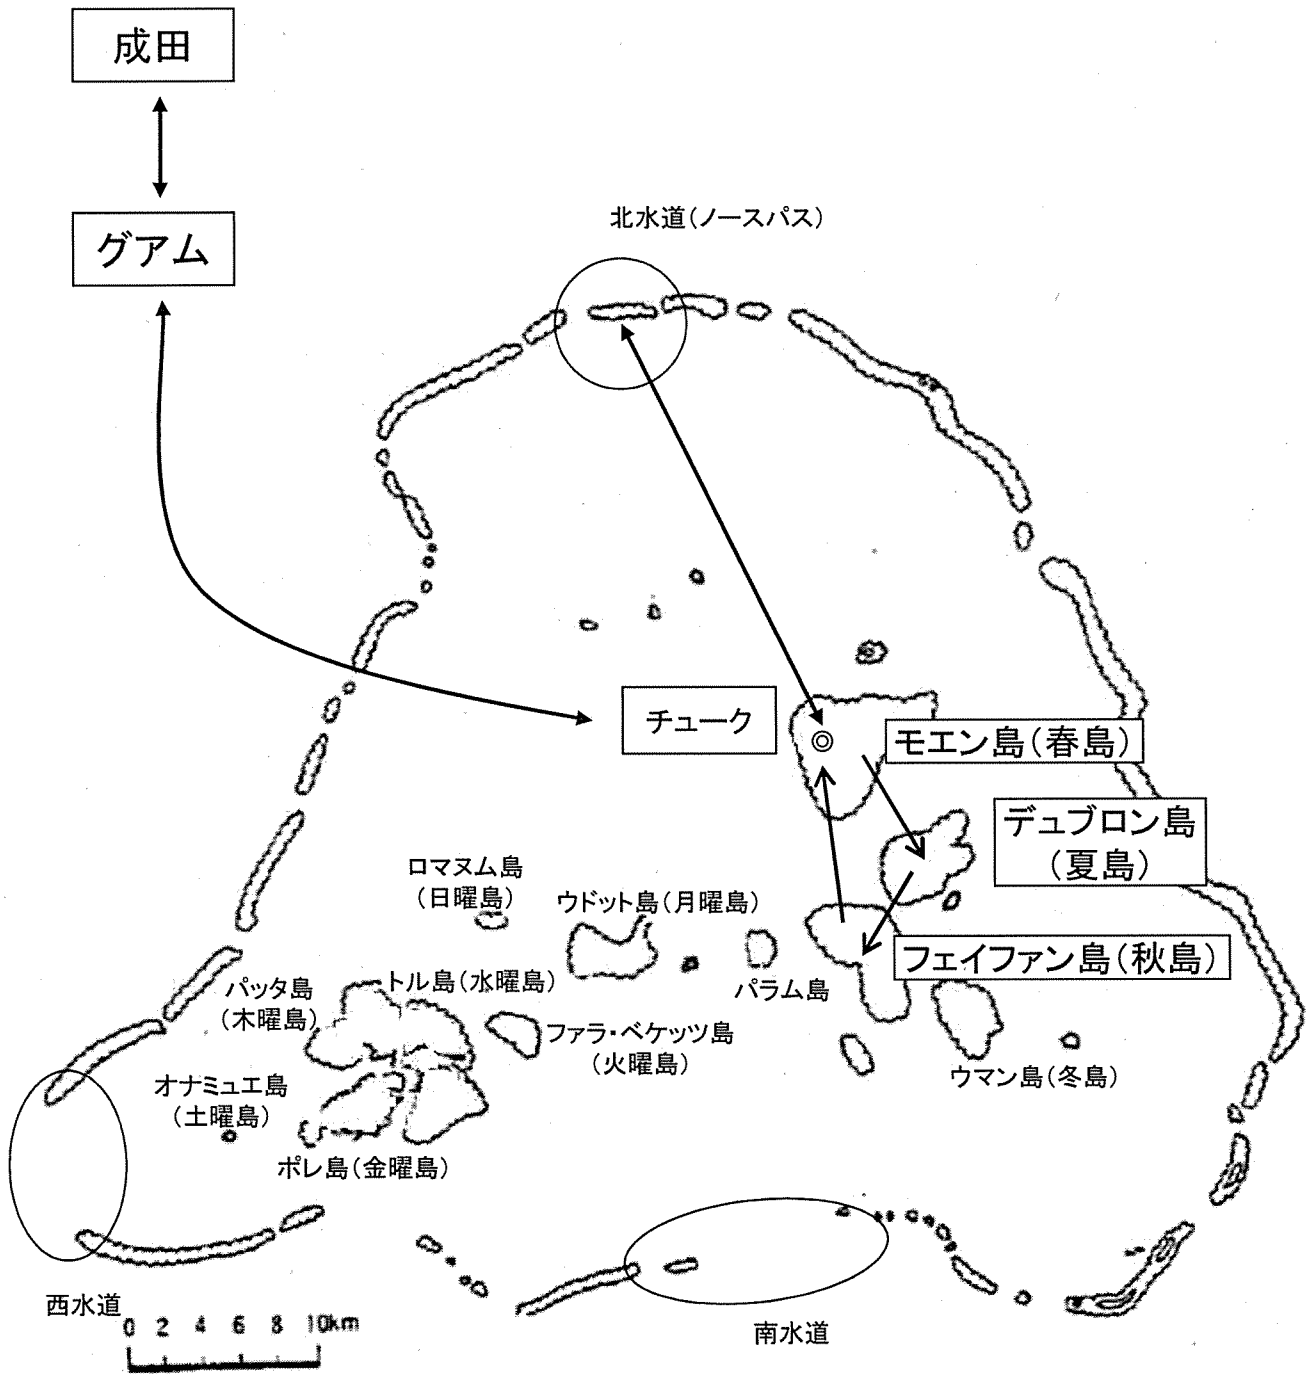 成田
グアム
北水道(ノースパス)
チューク
モエン島(春島)
デュブロン島
(夏島)
ロマヌム島
(日曜島)
ウドット島(月曜島)
フェイファン島(秋島)
パッタ島
(木曜島)
トル島(水曜島)
パラム島
ファラ・ベケッツ島
(火曜島)
ウマン島(冬島)
オナミュエ島
(土曜島)
ポレ島(金曜島)
西水道
0 2 4 6 8 10km
南水道